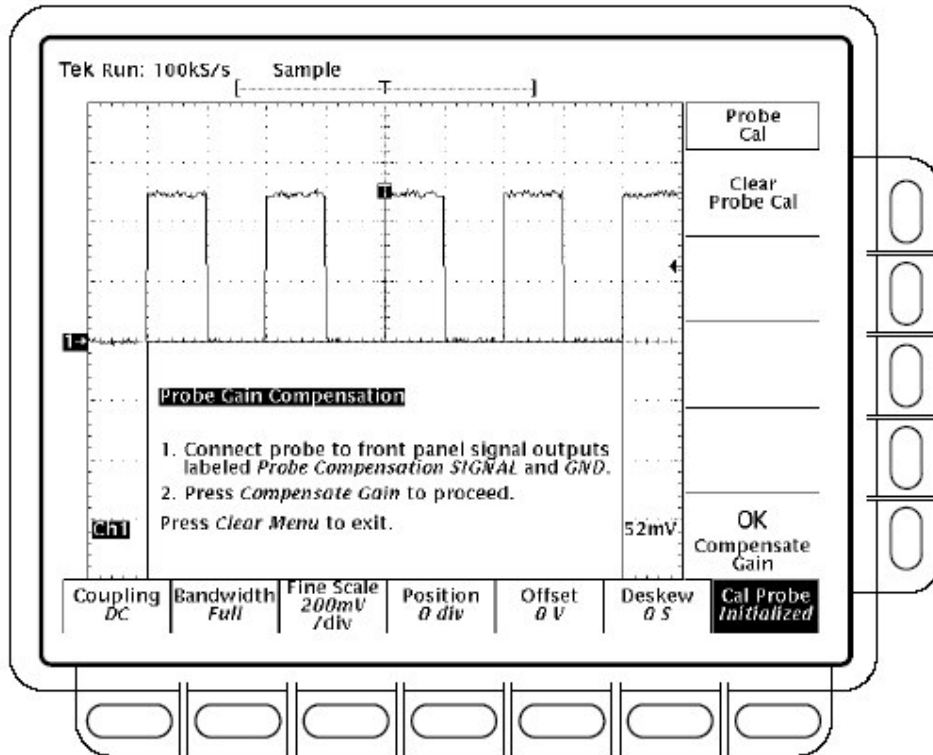 Tek Run: 100kS/s Sample
T
Probe
Cal
Clear
Probe Cal
T
1
Probe Gain Compensation
1. Connect probe to front panel signal outputs
labeled Probe Compensation SIGNAL and GND.
2. Press Compensate Gain to proceed.
Press Clear Menu to exit.
Ch1
52mV
OK
Compensate
Gain
Coupling
DC
Bandwidth
Full
Fine Scale
200mV
/div
Position
0 div
Offset
0 V
Deskew
0 S
Cal Probe
Initialized